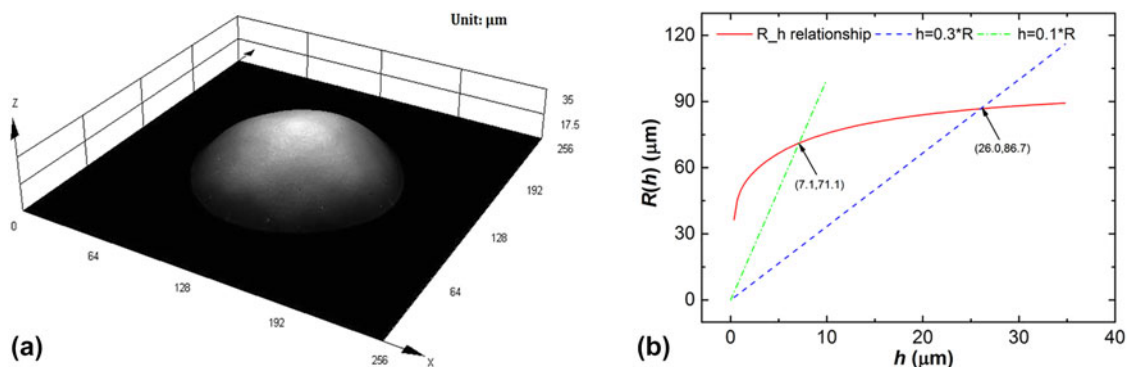 Unit: μm
Z
35
17.5
256
192
128
64
0
64
128
192
256
X
(a)
R_h relationship
h=0.3*R
h=0.1*R
120
90
60
30
0
R(h) (μm)
(26.0,86.7)
(7.1,71.1)
0
10
20
30
40
h (μm)
(b)